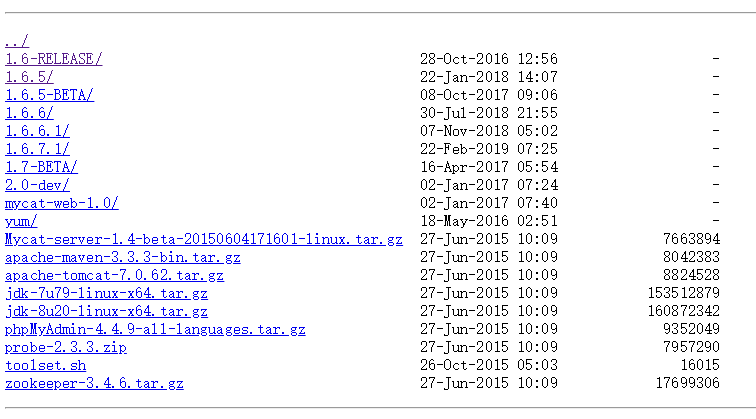 ../
1.6-RELEASE/ 28-Oct-2016 12:56 -
1.6.5/ 22-Jan-2018 14:07 -
1.6.5-BETA/ 08-Oct-2017 09:06 -
1.6.6/ 30-Jul-2018 21:55 -
1.6.6.1/ 07-Nov-2018 05:02 -
1.6.7.1/ 22-Feb-2019 07:25 -
1.7-BETA/ 16-Apr-2017 05:54 -
2.0-dev/ 02-Jan-2017 07:24 -
mycat-web-1.0/ 02-Jan-2017 07:40 -
yum/ 18-May-2016 02:51 -
Mycat-server-1.4-beta-20150604171601-linux.tar.gz 27-Jun-2015 10:09 7663894
apache-maven-3.3.3-bin.tar.gz 27-Jun-2015 10:09 8042383
apache-tomcat-7.0.62.tar.gz 27-Jun-2015 10:09 8824528
jdk-7u79-linux-x64.tar.gz 27-Jun-2015 10:09 153512879
jdk-8u20-linux-x64.tar.gz 27-Jun-2015 10:09 160872342
phpMyAdmin-4.4.9-all-languages.tar.gz 27-Jun-2015 10:09 9352049
probe-2.3.3.zip 27-Jun-2015 10:09 7957290
toolset.sh 26-Oct-2015 05:03 16015
zookeeper-3.4.6.tar.gz 27-Jun-2015 10:09 17699306